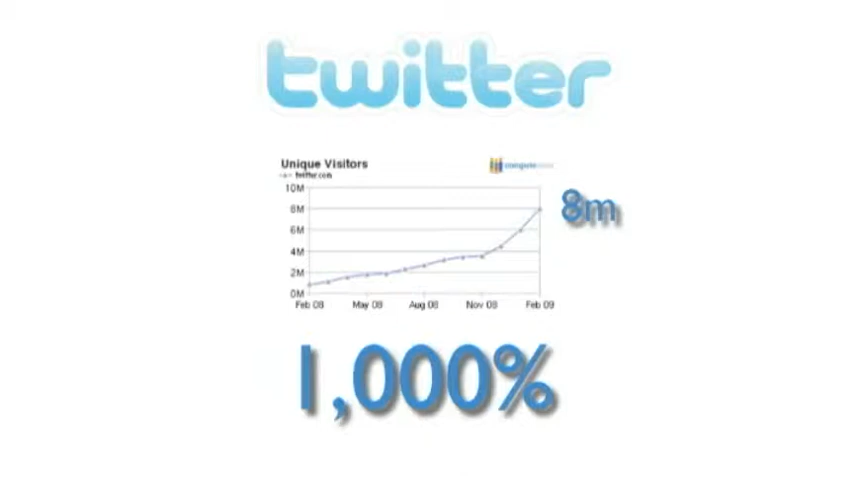 twitter
Unique Visitors
twitter.com
10M
8M
8m
6M
4M
2M
0M
Feb 08 May 08 Aug 08 Nov 08 Feb 09
1,000%